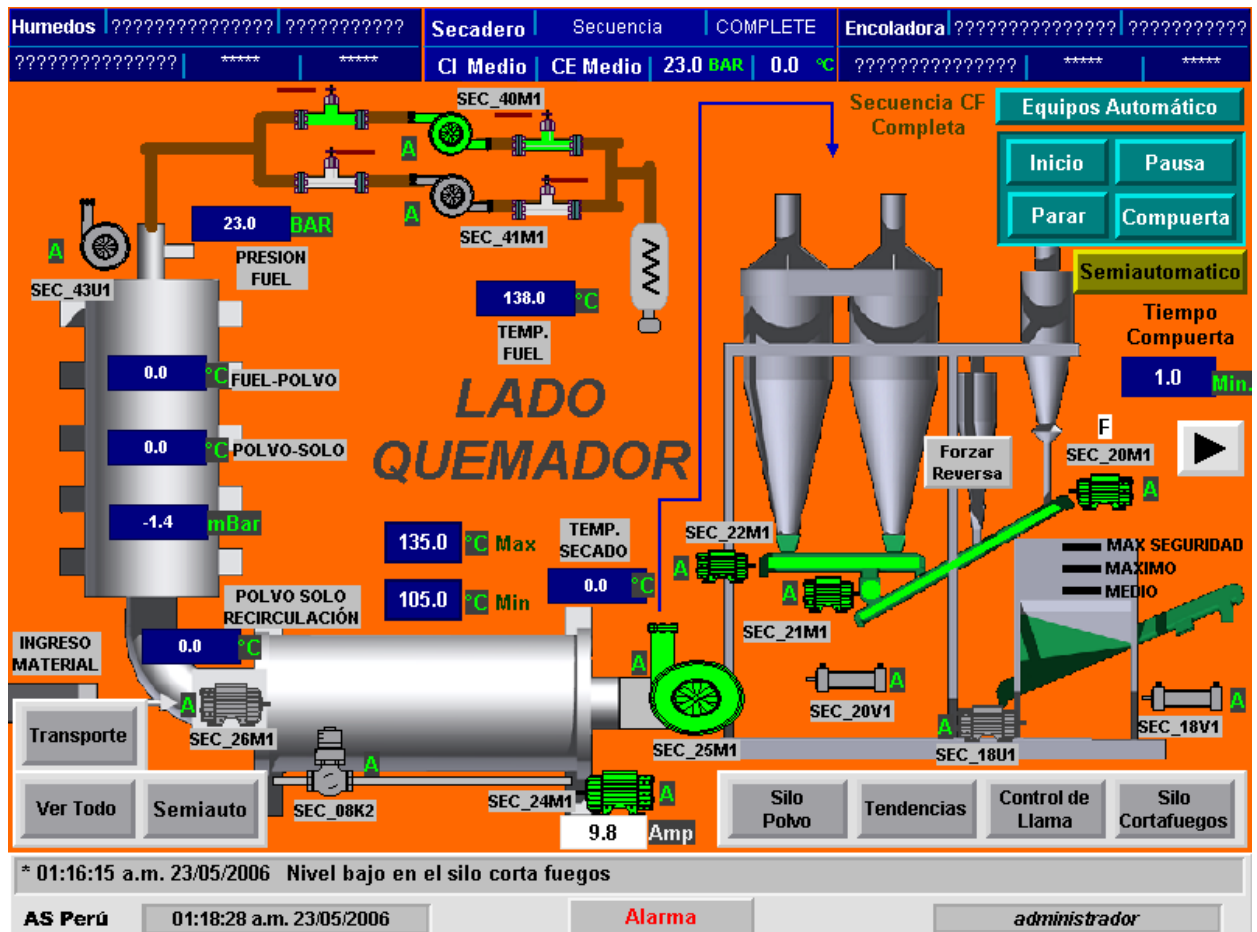 Humedos ??????????????? ???????????
??????????????? ***** *****
Secadero Secuencia COMPLETE
CI Medio CE Medio 23.0 BAR 0.0 °C
Encoladora ??????????????? ???????????
??????????????? ***** *****
SEC_40M1
A
SEC_41M1
A
Secuencia CF
Completa
Equipos Automático
Inicio
Pausa
Parar
Compuerta
Semiautomatico
Tiempo
Compuerta
1.0 Min.
A
SEC_43U1
23.0 BAR
PRESION
FUEL
138.0 °C
TEMP.
FUEL
0.0 °C FUEL-POLVO
0.0 °C POLVO-SOLO
-1.4 mBar
LADO
QUEMADOR
Forzar
Reversa
F
SEC_20M1
A
135.0 °C Max
105.0 °C Min
TEMP.
SECADO
0.0 °C
SEC_22M1
A
A
SEC_21M1
MAX SEGURIDAD
MAXIMO
MEDIO
POLVO SOLO
RECIRCULACIÓN
0.0 °C
INGRESO
MATERIAL
A
SEC_26M1
A
SEC_25M1
A
SEC_20V1
A
SEC_18U1
A
SEC_18V1
Transporte
Ver Todo
Semiauto
A
SEC_08K2
SEC_24M1
A
9.8 Amp
Silo
Polvo
Tendencias
Control de
Llama
Silo
Cortafuegos
* 01:16:15 a.m. 23/05/2006 Nivel bajo en el silo corta fuegos
AS Perú 01:18:28 a.m. 23/05/2006 Alarma administrador